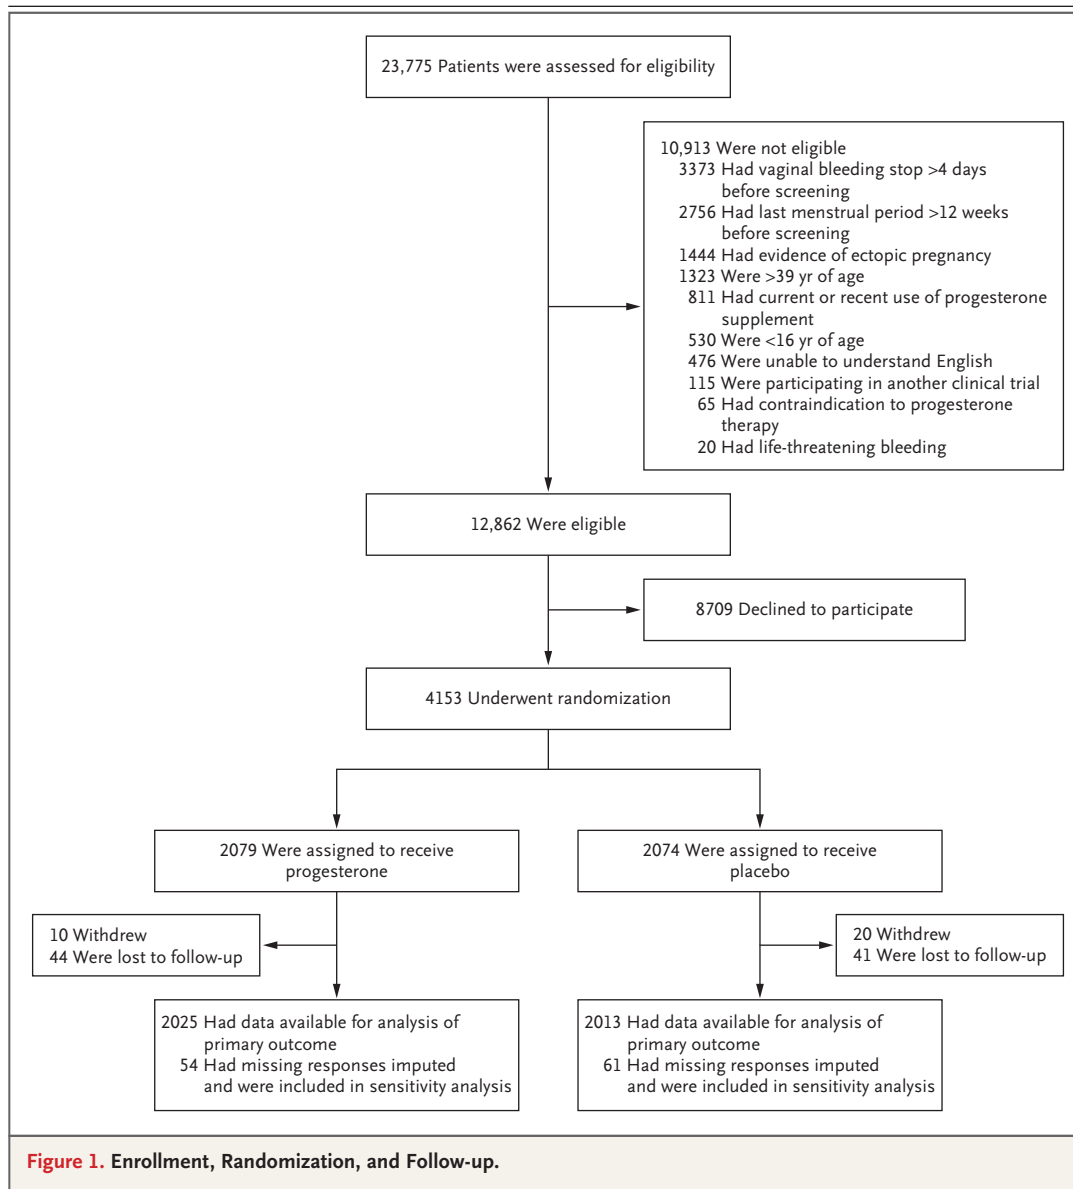 23,775 Patients were assessed for eligibility
10,913 Were not eligible
3373 Had vaginal bleeding stop >4 days
before screening
2756 Had last menstrual period >12 weeks
before screening
1444 Had evidence of ectopic pregnancy
1323 Were >39 yr of age
811 Had current or recent use of progesterone
supplement
530 Were <16 yr of age
476 Were unable to understand English
115 Were participating in another clinical trial
65 Had contraindication to progesterone
therapy
20 Had life-threatening bleeding
12,862 Were eligible
8709 Declined to participate
4153 Underwent randomization
2079 Were assigned to receive
progesterone
2074 Were assigned to receive
placebo
10 Withdrew
44 Were lost to follow-up
20 Withdrew
41 Were lost to follow-up
2025 Had data available for analysis of
primary outcome
54 Had missing responses imputed
and were included in sensitivity analysis
2013 Had data available for analysis of
primary outcome
61 Had missing responses imputed
and were included in sensitivity analysis
Figure 1. Enrollment, Randomization, and Follow-up.